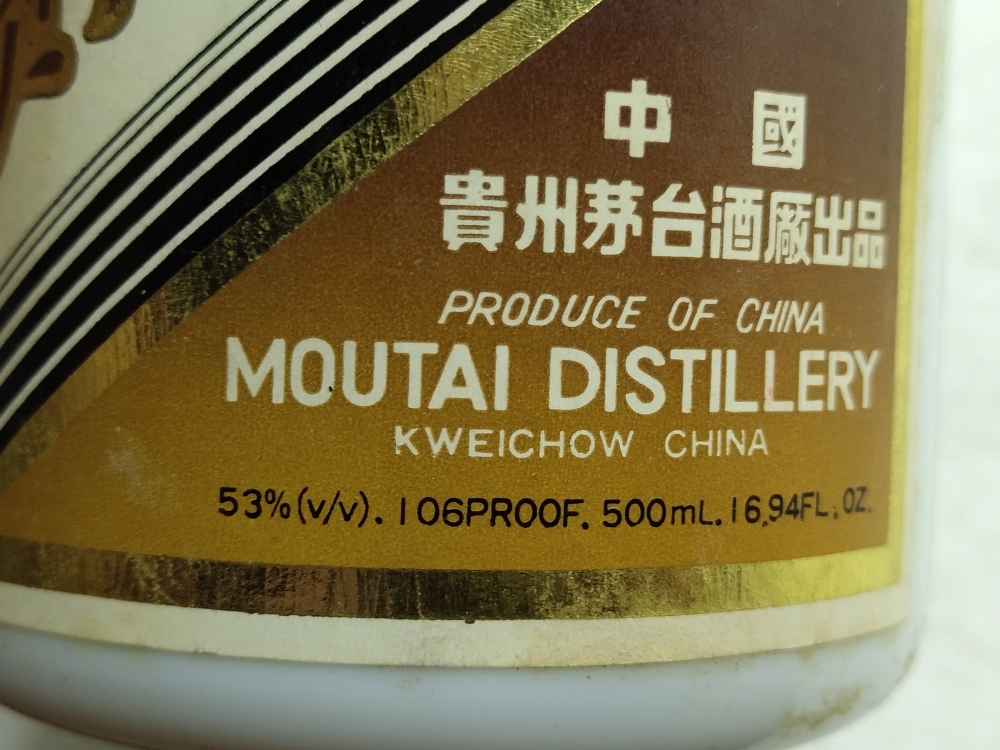 中國
貴州茅台酒廠出品
PRODUCE OF CHINA
MOUTAI DISTILLERY
KWEICHOW CHINA
53%(v/v). 106PROOF. 500mL. 16.94FL. OZ.